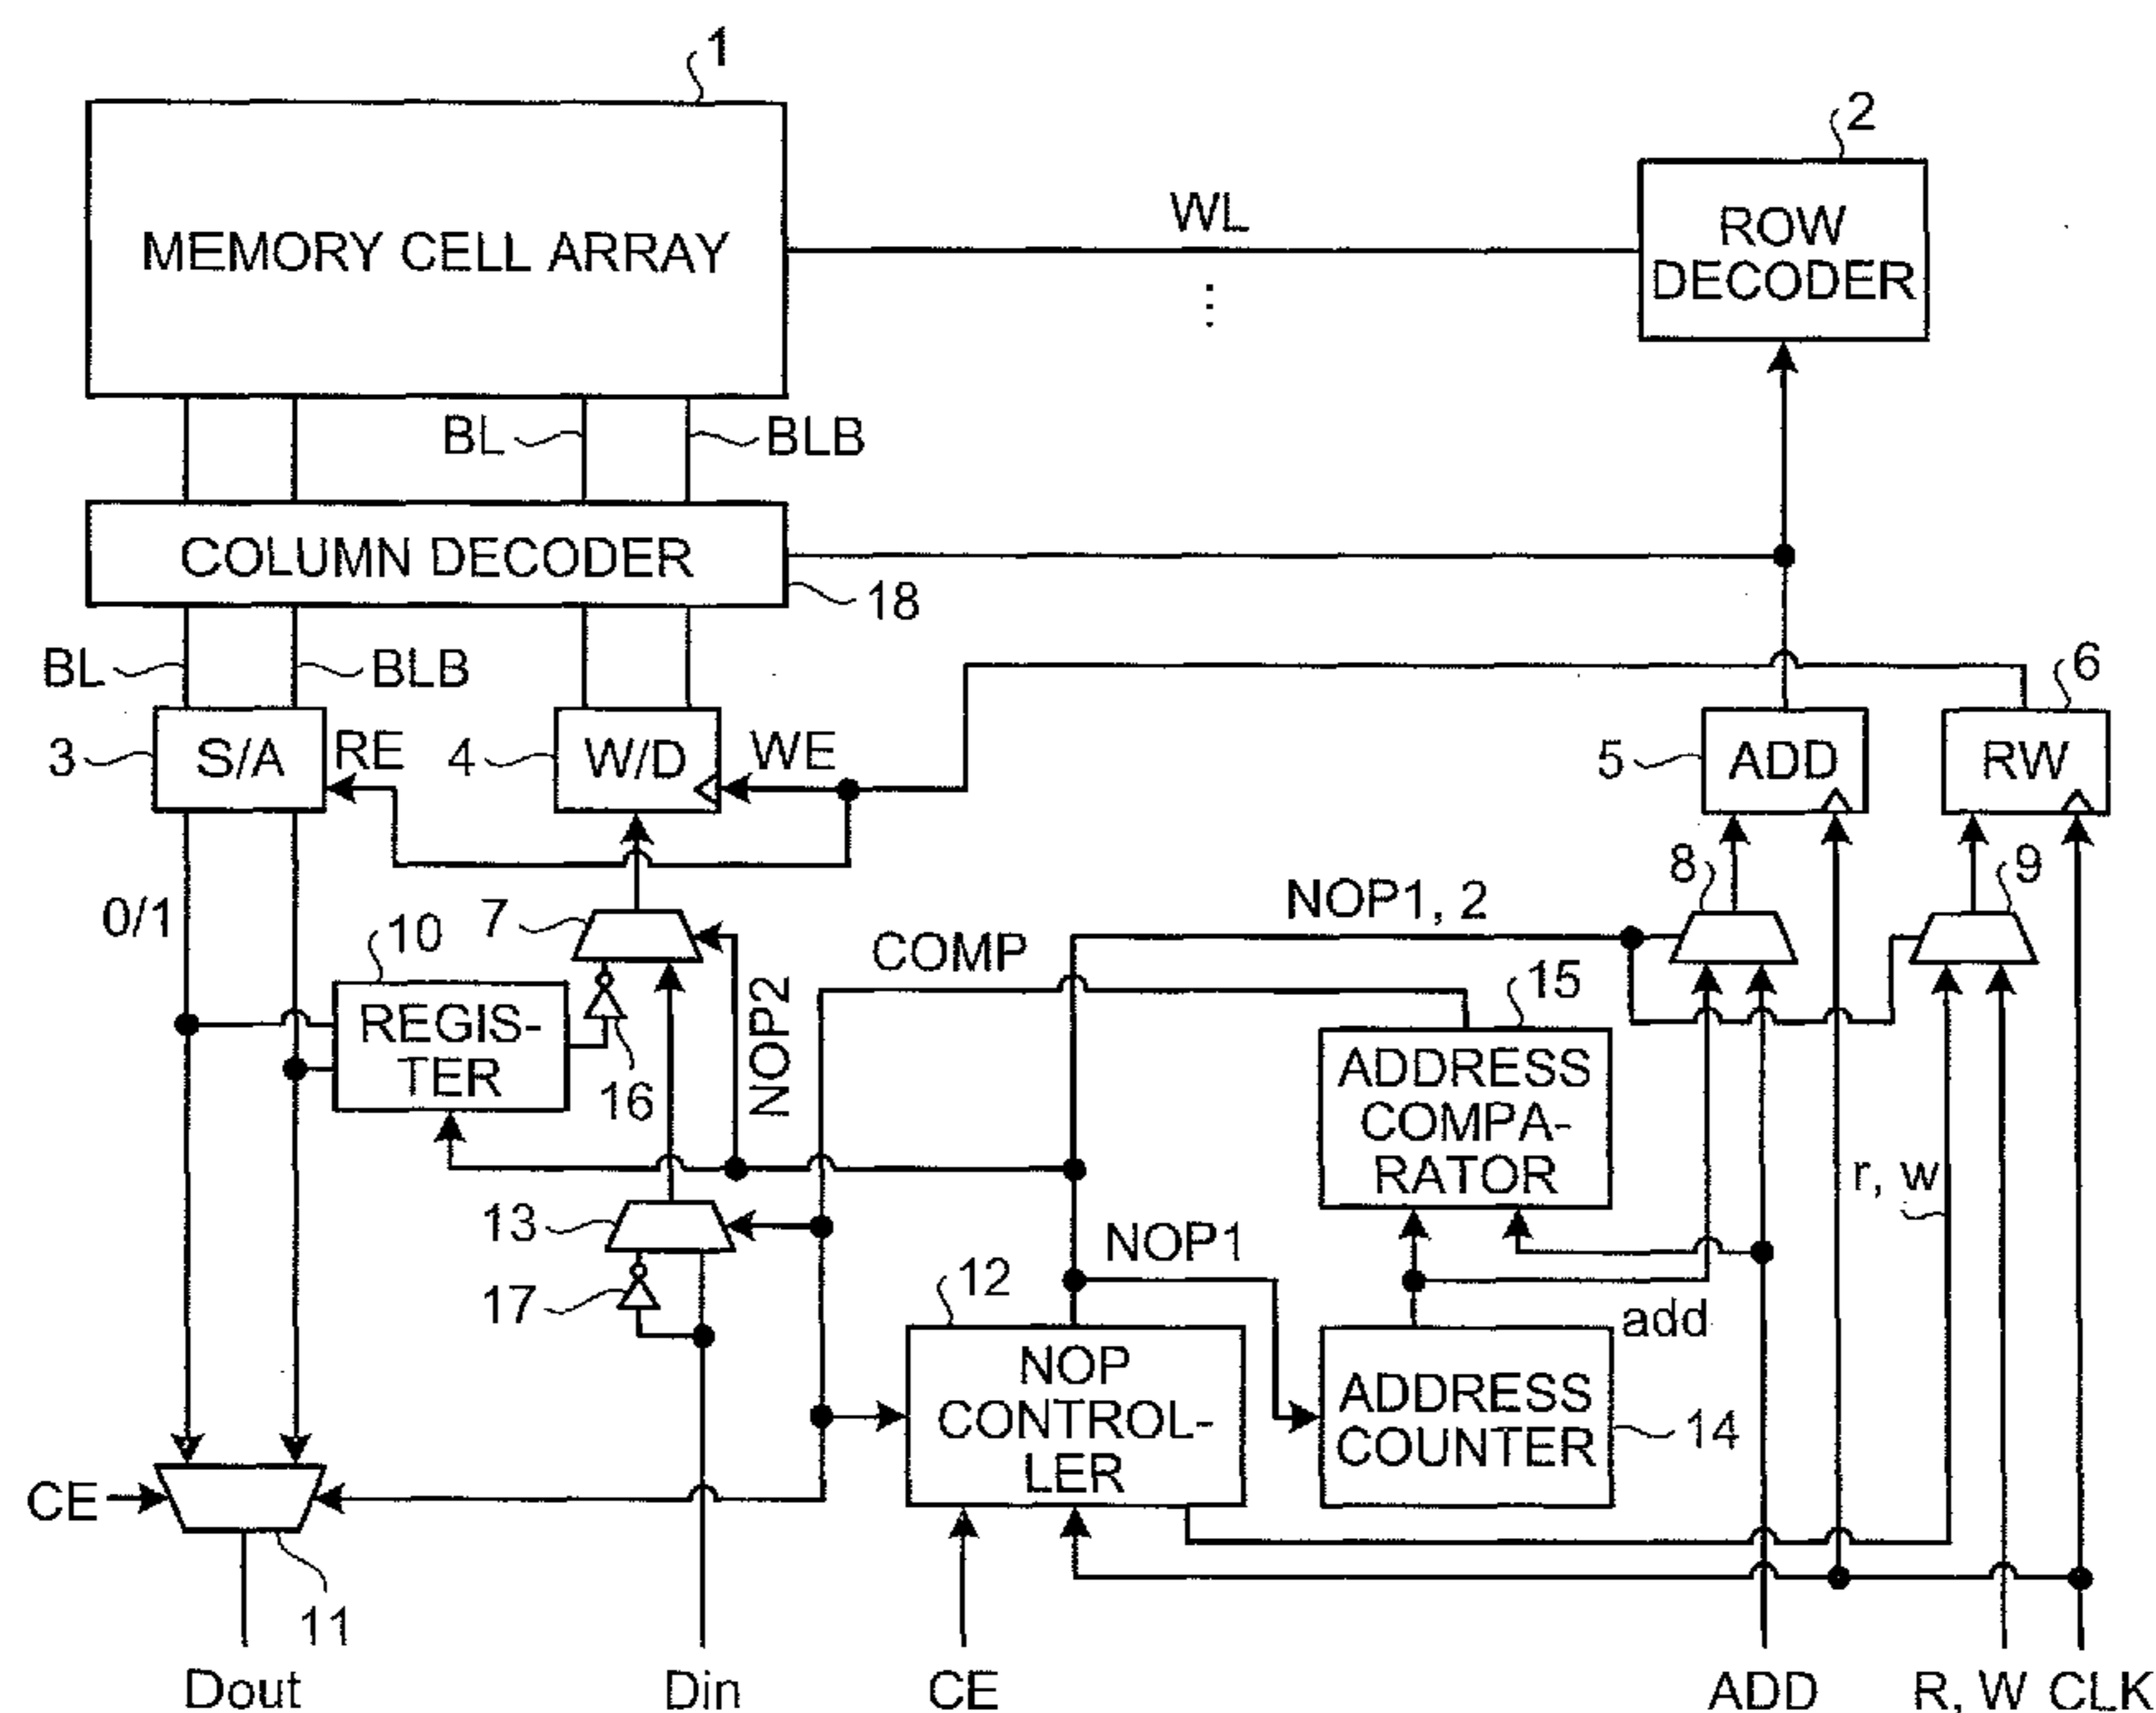 1
2
MEMORY CELL ARRAY
WL
ROW
DECODER
BL
BLB
COLUMN DECODER
18
BL
BLB
6
3
S/A
RE
4
W/D
WE
5
ADD
RW
0/1
10
7
NOP1, 2
8
9
COMP
REGIS-
TER
16
NOP2
15
ADDRESS
COMPA-
RATOR
r, w
13
NOP1
17
12
add
NOP
CONTROL-
LER
ADDRESS
COUNTER
14
CE
11
Dout
Din
CE
ADD
R, W
CLK